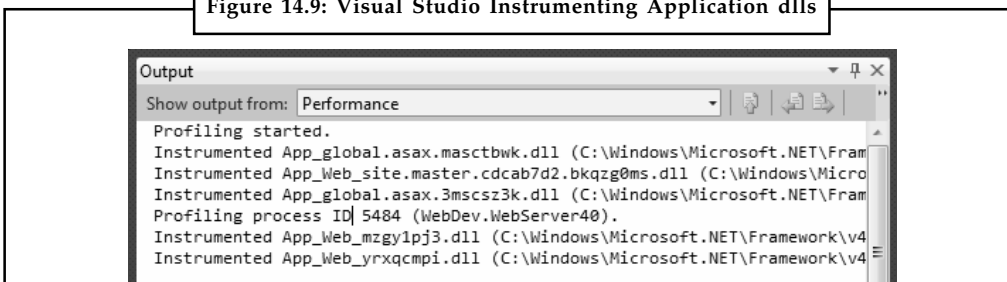 Figure 14.9: Visual Studio Instrumenting Application dlls
Output
Show output from: Performance
Profiling started.
Instrumented App_global.asax.masctbwk.dll (C:\Windows\Microsoft.NET\Fram
Instrumented App_Web_site.master.cdcab7d2.bkqzg0ms.dll (C:\Windows\Micro
Instrumented App_global.asax.3mscsz3k.dll (C:\Windows\Microsoft.NET\Fram
Profiling process ID 5484 (WebDev.WebServer40).
Instrumented App_Web_mzgy1pj3.dll (C:\Windows\Microsoft.NET\Framework\v4
Instrumented App_Web_yrxqcmpi.dll (C:\Windows\Microsoft.NET\Framework\v4